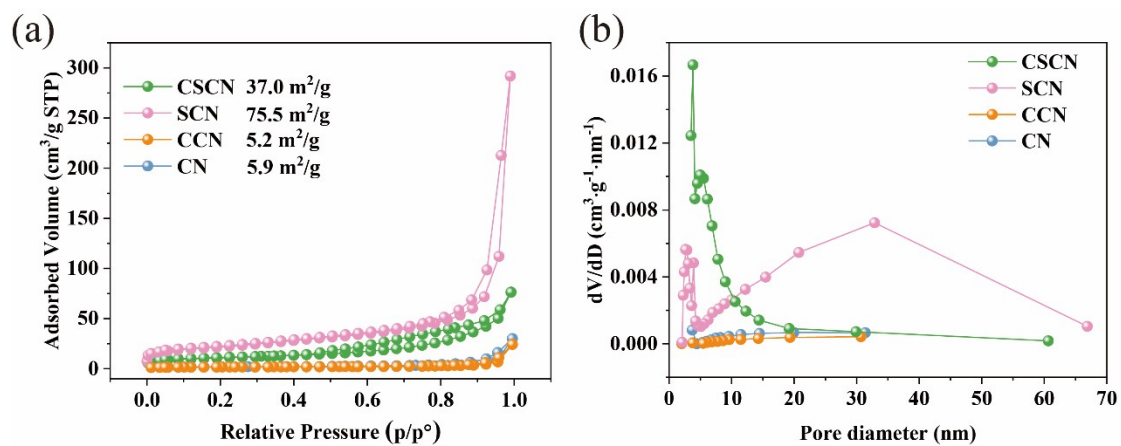 (a)
Adsorbed Volume (cm³/g STP)
300
250
200
150
100
50
0
CSCN 37.0 m²/g
SCN 75.5 m²/g
CCN 5.2 m²/g
CN 5.9 m²/g
0.0 0.2 0.4 0.6 0.8 1.0
Relative Pressure (p/p°)
(b)
dV/dD (cm³·g⁻¹·nm⁻¹)
0.016
0.012
0.008
0.004
0.000
CSCN
SCN
CCN
CN
0 10 20 30 40 50 60 70
Pore diameter (nm)